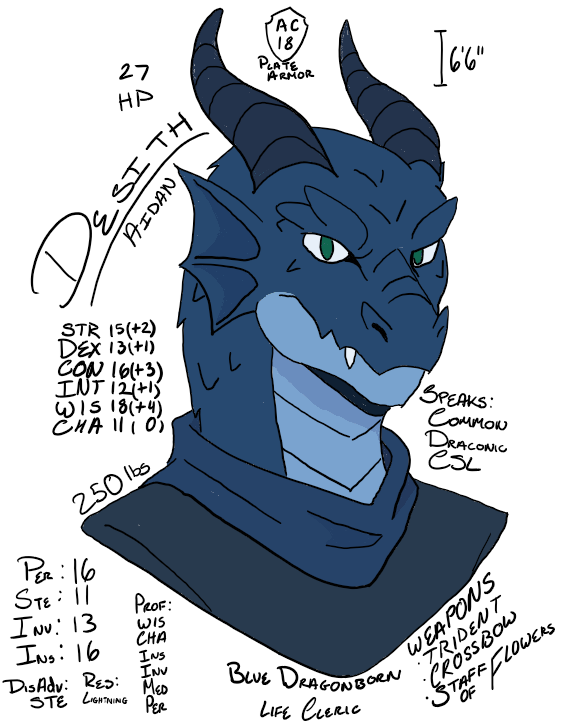 AC
18
PLATE
ARMOR
6'6"
27
HP
DESITH
AIDAN
STR 15(+2)
DEX 13(+1)
CON 16(+3)
INT 12(+1)
WIS 18(+4)
CHA 11( 0)
SPEAKS:
COMMON
DRACONIC
CSL
250 lbs
PER: 16
STE: 11
INV: 13
INS: 16
DISADV:
STE
RES:
LIGHTNING
PROF:
WIS
CHA
INS
INV
MED
PER
BLUE DRAGONBORN
LIFE CLERIC
WEAPONS
·TRIDENT
·CROSSBOW
·STAFF OF FLOWERS